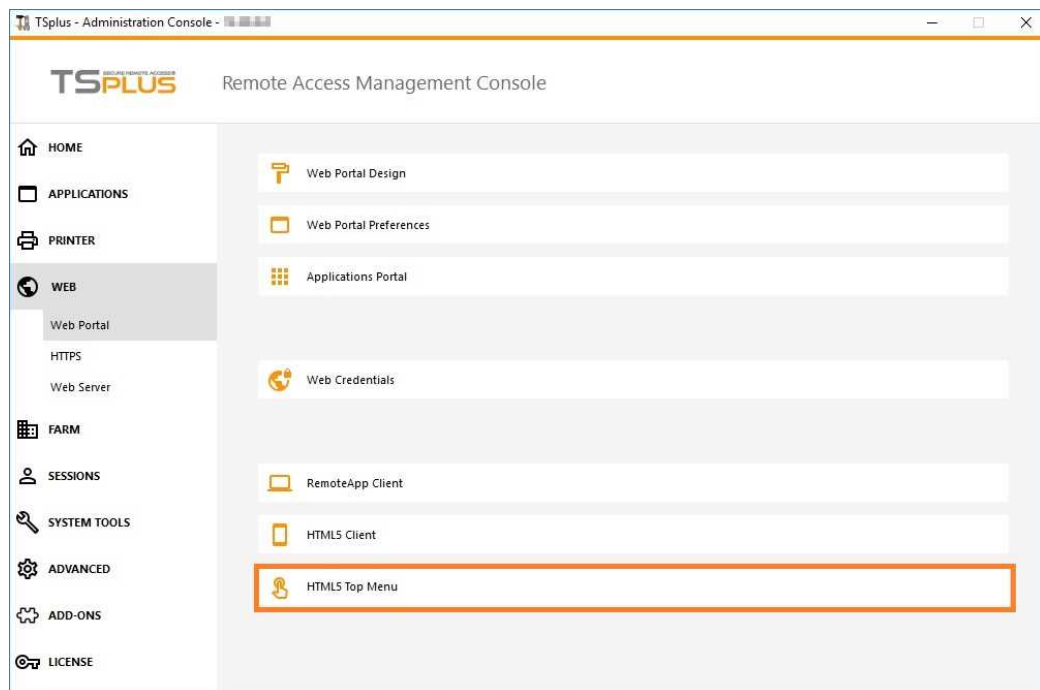 TSplus - Administration Console -
TSPLUS
SECURE REMOTE ACCESS
Remote Access Management Console
HOME
APPLICATIONS
PRINTER
WEB
Web Portal
HTTPS
Web Server
FARM
SESSIONS
SYSTEM TOOLS
ADVANCED
ADD-ONS
LICENSE
Web Portal Design
Web Portal Preferences
Applications Portal
Web Credentials
RemoteApp Client
HTML5 Client
HTML5 Top Menu